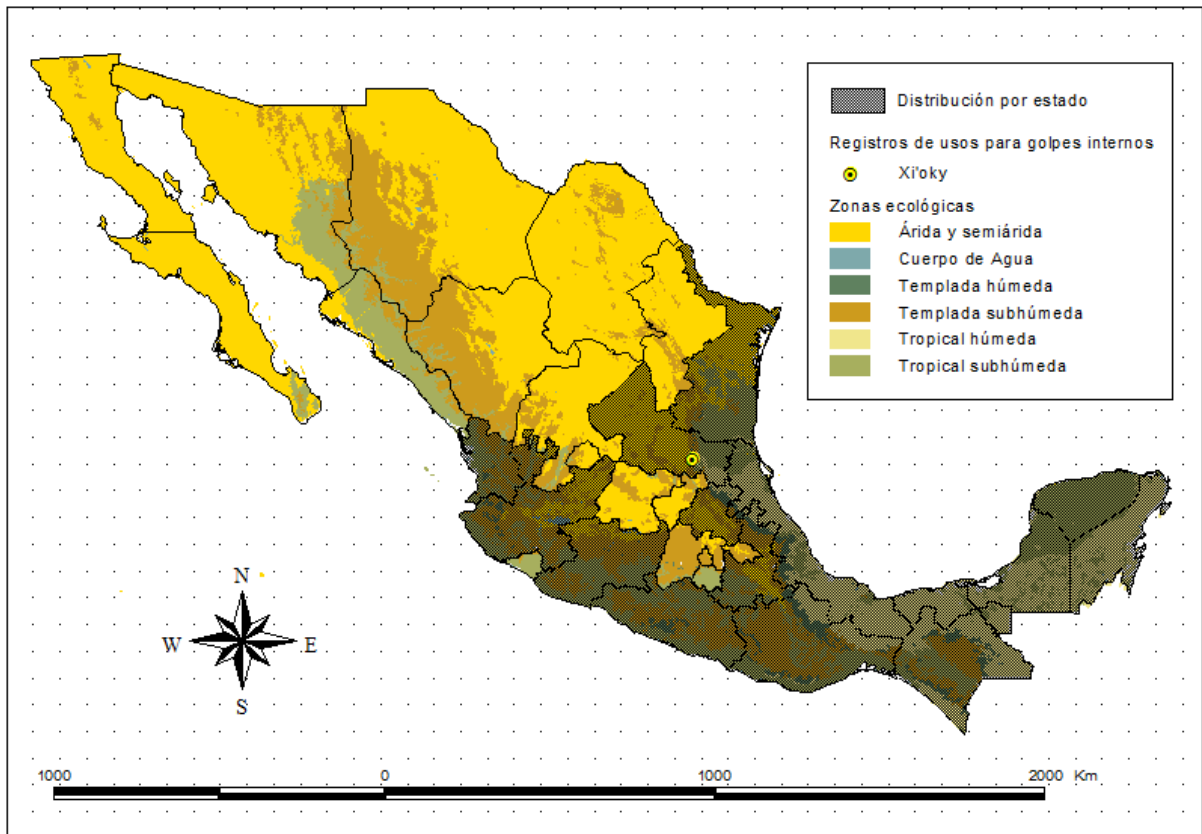 Distribución por estado
Registros de usos para golpes internos
Xi'oky
Zonas ecológicas
Árida y semiárida
Cuerpo de Agua
Templada húmeda
Templada subhúmeda
Tropical húmeda
Tropical subhúmeda
N
W E
S
1000 0 1000 2000 Km